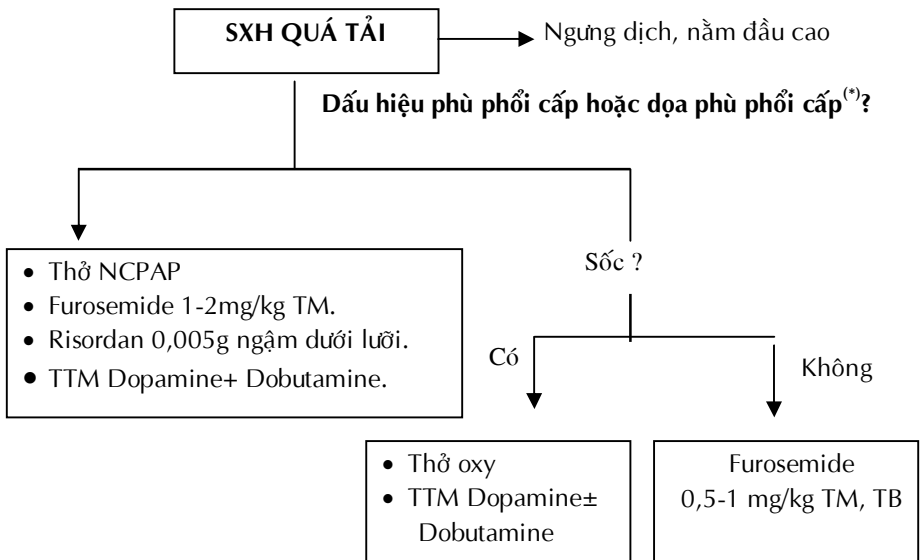 SXH QUÁ TẢI
Ngưng dịch, nằm đầu cao
Dấu hiệu phù phổi cấp hoặc dọa phù phổi cấp(*)?
• Thở NCPAP
• Furosemide 1-2mg/kg TM.
• Risordan 0,005g ngậm dưới lưỡi.
• TTM Dopamine+ Dobutamine.
Sốc ?
Có
Không
• Thở oxy
• TTM Dopamine±
Dobutamine
Furosemide
0,5-1 mg/kg TM, TB